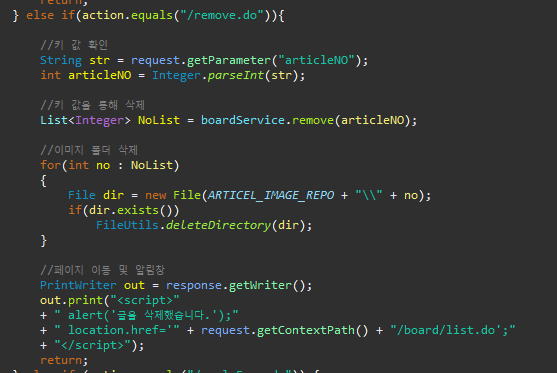 return;
} else if(action.equals("/remove.do")){
//키 값 확인
String str = request.getParameter("articleNO");
int articleNO = Integer.parseInt(str);
//키 값을 통해 삭제
List<Integer> NoList = boardService.remove(articleNO);
//이미지 폴더 삭제
for(int no : NoList)
{
File dir = new File(ARTICEL_IMAGE_REPO + "\\" + no);
if(dir.exists())
FileUtils.deleteDirectory(dir);
}
//페이지 이동 및 알림창
PrintWriter out = response.getWriter();
out.print("<script>"
+ " alert('글을 삭제했습니다.');"
+ " location.href='" + request.getContextPath() + "/board/list.do';"
+ "</script>");
return;